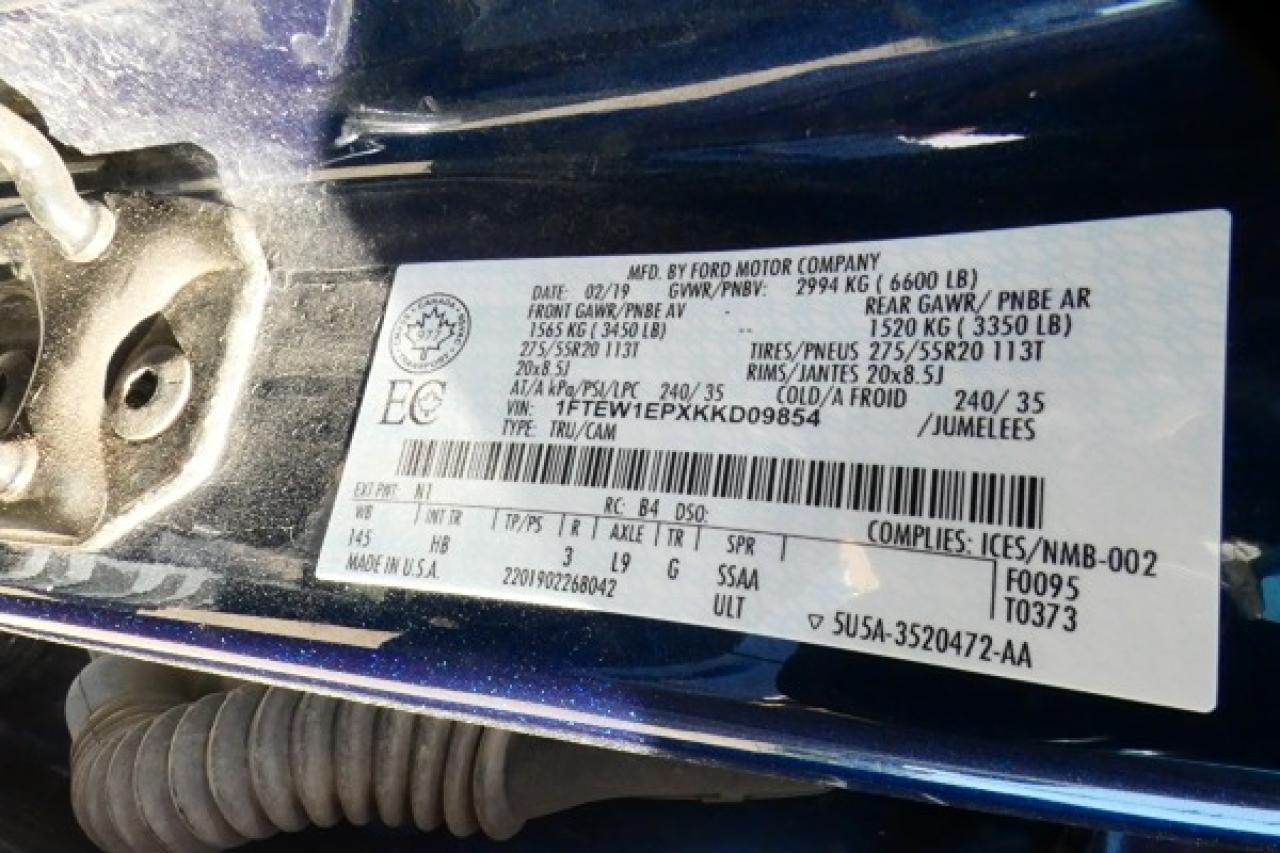 MFD. BY FORD MOTOR COMPANY
DATE: 02/19 GVWR/PNBV: 2994 KG ( 6600 LB)
FRONT GAWR/PNBE AV - REAR GAWR/ PNBE AR
1565 KG ( 3450 LB) -- 1520 KG ( 3350 LB)
275/55R20 113T TIRES/PNEUS 275/55R20 113T
20x8.5J RIMS/JANTES 20x8.5J
AT/A kPa/PSI/LPC 240/ 35 COLD/A FROID 240/ 35
VIN: 1FTEW1EPXKKD09854 /JUMELEES
TYPE: TRU/CAM
CANADA
TRANSPORT
EC
EXT PNT: N1 RC: B4 DSO:
WB | INT TR | TP/PS | R | AXLE | TR | SPR | COMPLIES: ICES/NMB-002
145 HB 3 L9 G SSAA F0095
MADE IN U.S.A. 2201902268042 ULT T0373
▽ 5U5A-3520472-AA